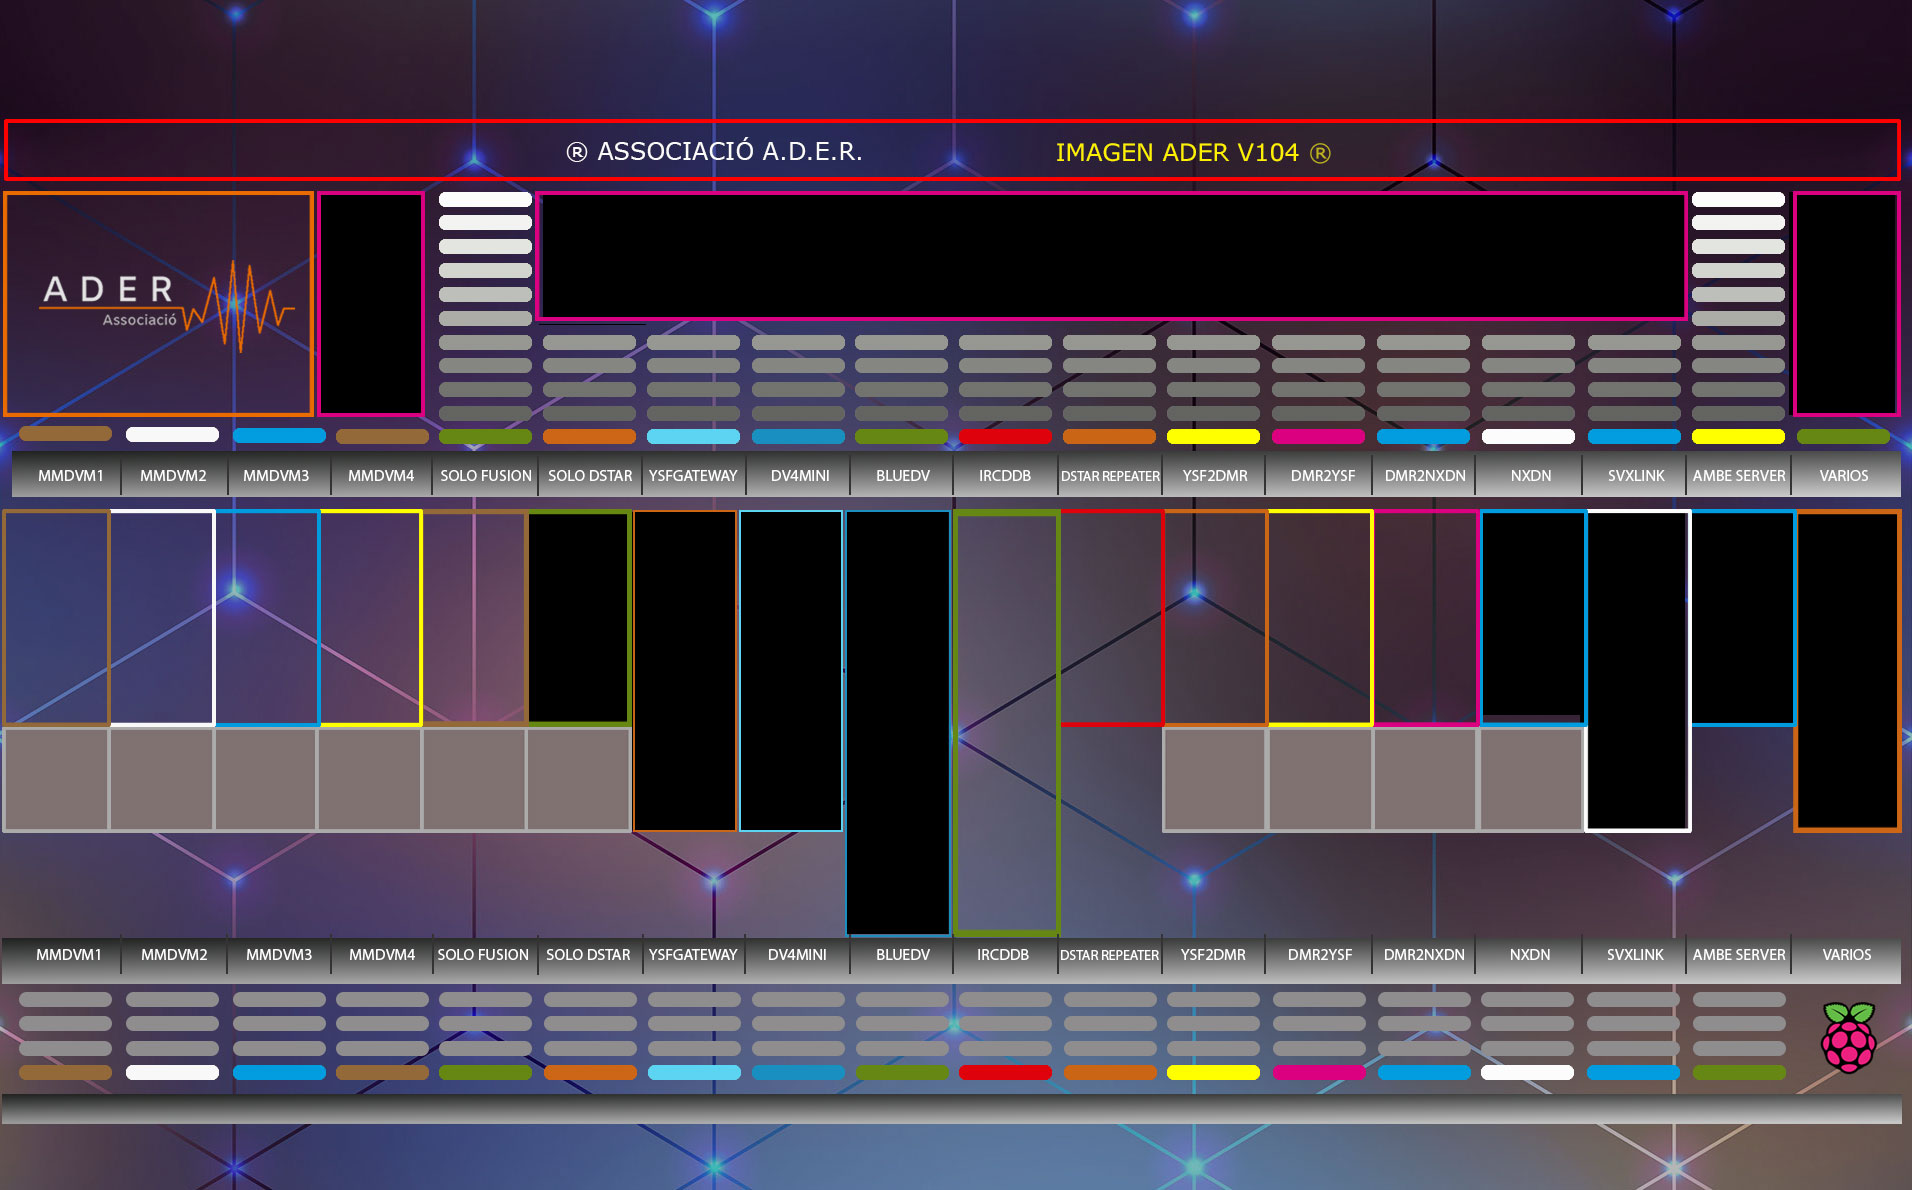 ® ASSOCIACIÓ A.D.E.R. IMAGEN ADER V104 ®
ADER
Associació
MMDVM1 MMDVM2 MMDVM3 MMDVM4 SOLO FUSION SOLO DSTAR YSFGATEWAY DV4MINI BLUEDV IRCDDB DSTAR REPEATER YSF2DMR DMR2YSF DMR2NXDN NXDN SVXLINK AMBE SERVER VARIOS
MMDVM1 MMDVM2 MMDVM3 MMDVM4 SOLO FUSION SOLO DSTAR YSFGATEWAY DV4MINI BLUEDV IRCDDB DSTAR REPEATER YSF2DMR DMR2YSF DMR2NXDN NXDN SVXLINK AMBE SERVER VARIOS